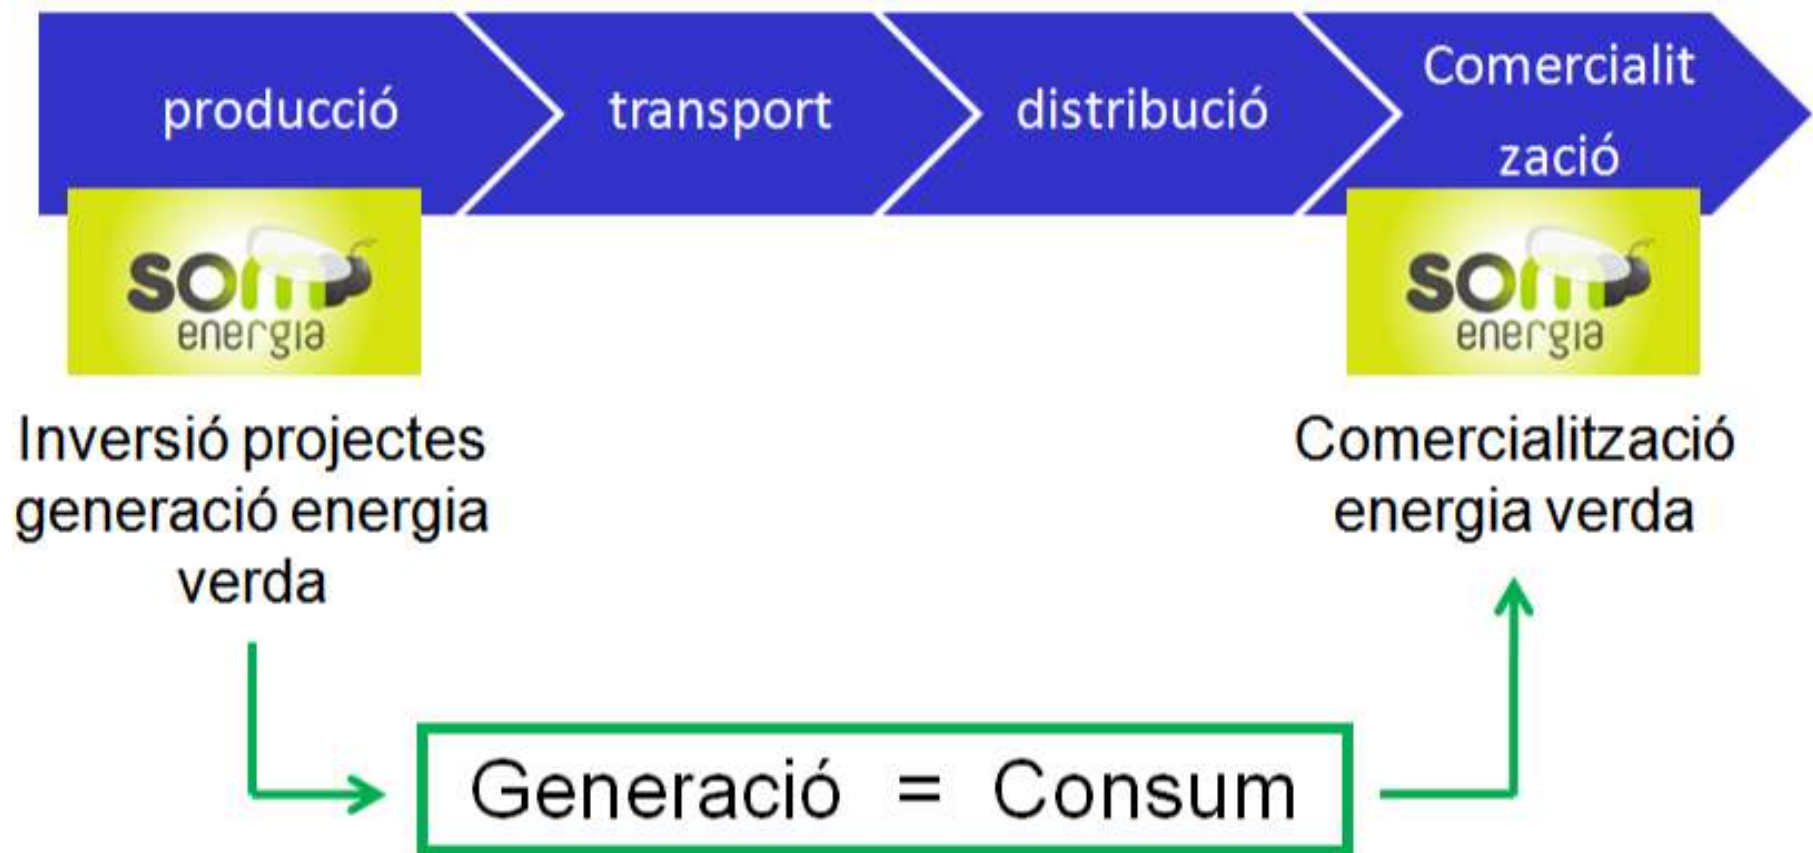 producció
transport
distribució
Comercialit
zació
som
energia
som
energia
Inversió projectes
generació energia
verda
Comercialització
energia verda
Generació = Consum